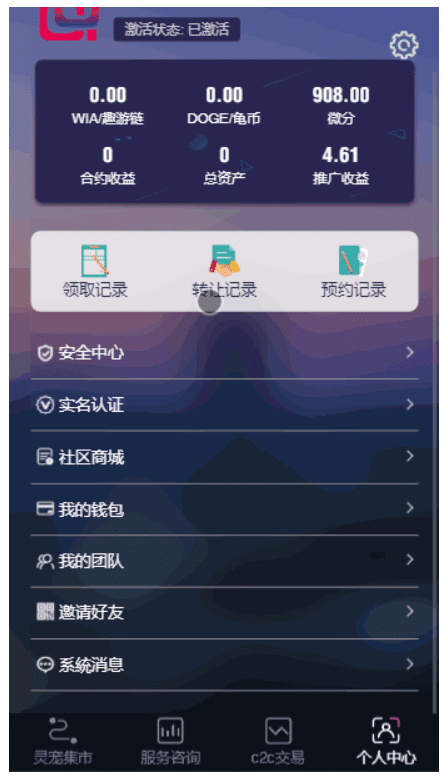 激活状态: 已激活
0.00 0.00 908.00
WIA/趣游链 DOGE/龟币 微分
0 0 4.61
合约收益 总资产 推广收益
领取记录 转让记录 预约记录
安全中心
实名认证
社区商城
我的钱包
我的团队
邀请好友
系统消息
灵宠集市 服务咨询 c2c交易 个人中心